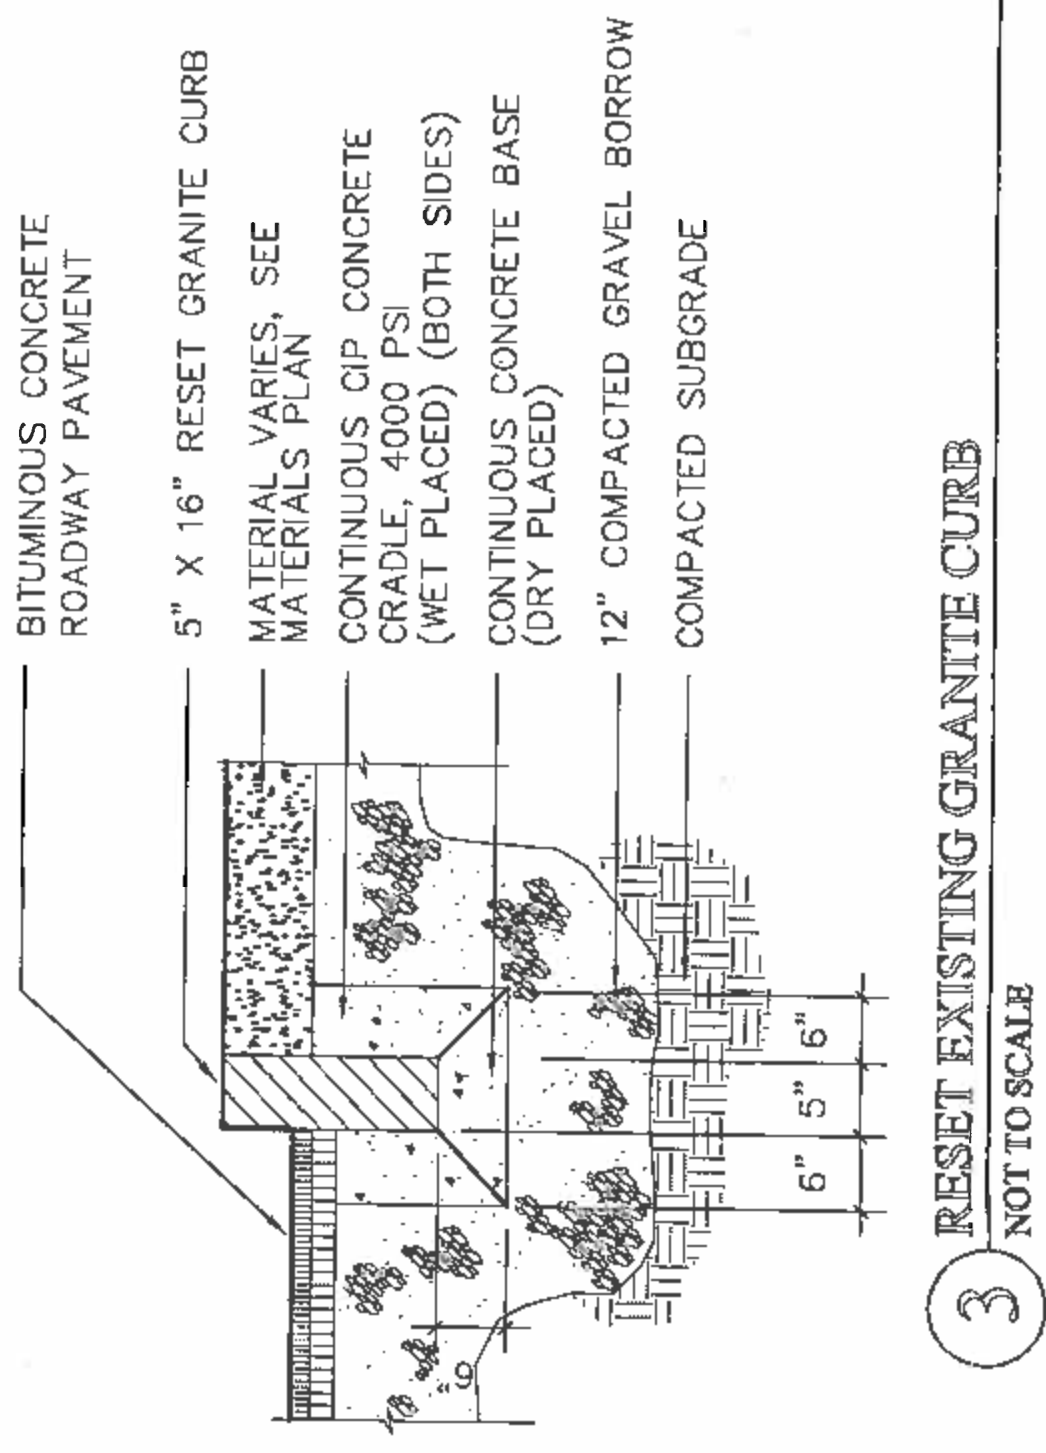 BITUMINOUS CONCRETE
ROADWAY PAVEMENT
5" X 16" RESET GRANITE CURB
MATERIAL VARIES, SEE
MATERIALS PLAN
CONTINUOUS CIP CONCRETE
CRADLE, 4000 PSI
(WET PLACED) (BOTH SIDES)
CONTINUOUS CONCRETE BASE
(DRY PLACED)
12" COMPACTED GRAVEL BORROW
COMPACTED SUBGRADE
6"
6"
5"
6"
3
RESET EXISTING GRANITE CURB
NOT TO SCALE